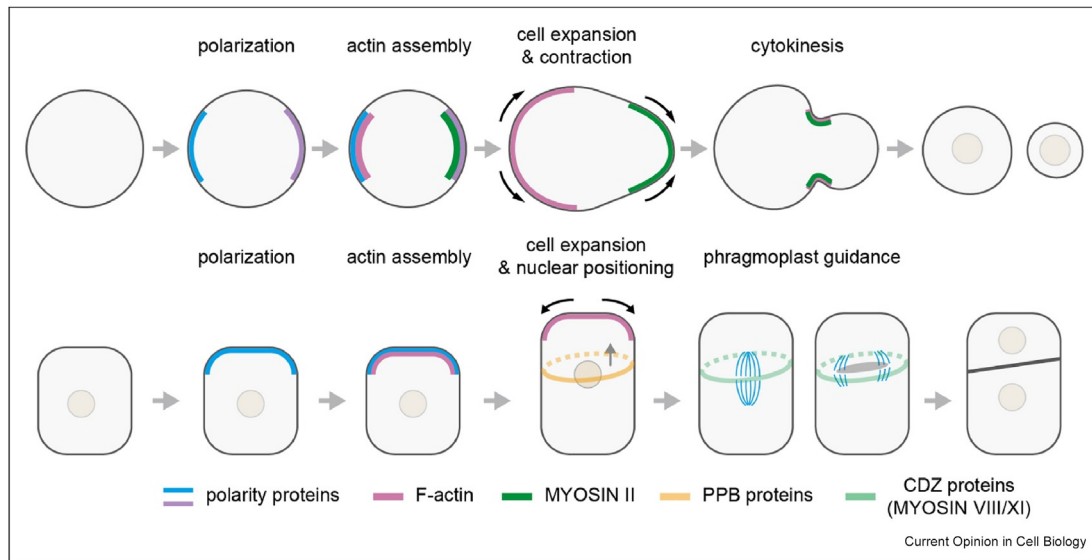 polarization
actin assembly
cell expansion
& contraction
cytokinesis
polarization
actin assembly
cell expansion
& nuclear positioning
phragmoplast guidance
polarity proteins
F-actin
MYOSIN II
PPB proteins
CDZ proteins
(MYOSIN VIII/XI)
Current Opinion in Cell Biology